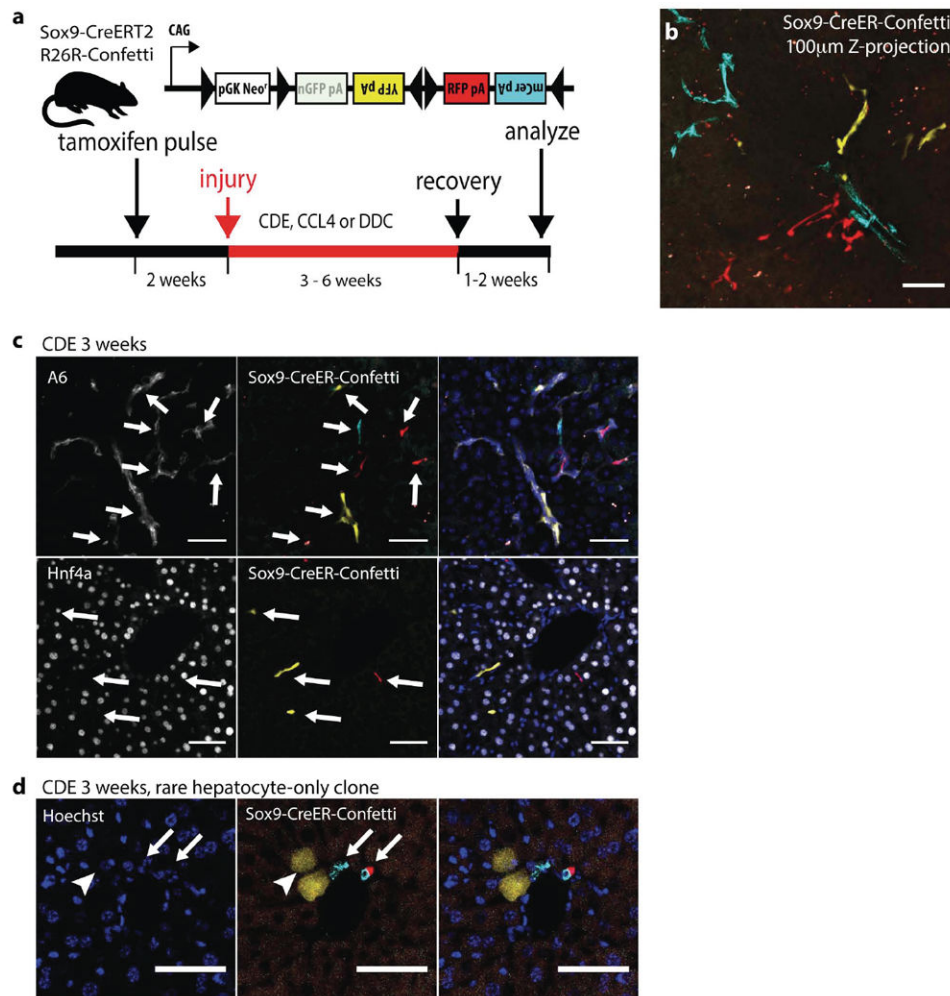 a
Sox9-CreERT2
R26R-Confetti
CAG
pGK Neoʳ
nGFP pA
YFP pA
RFP pA
mCer pA
tamoxifen pulse
injury
recovery
analyze
CDE, CCL4 or DDC
2 weeks
3 - 6 weeks
1-2 weeks
b
Sox9-CreER-Confetti
100μm Z-projection
c CDE 3 weeks
A6
Sox9-CreER-Confetti
Hnf4a
Sox9-CreER-Confetti
d CDE 3 weeks, rare hepatocyte-only clone
Hoechst
Sox9-CreER-Confetti